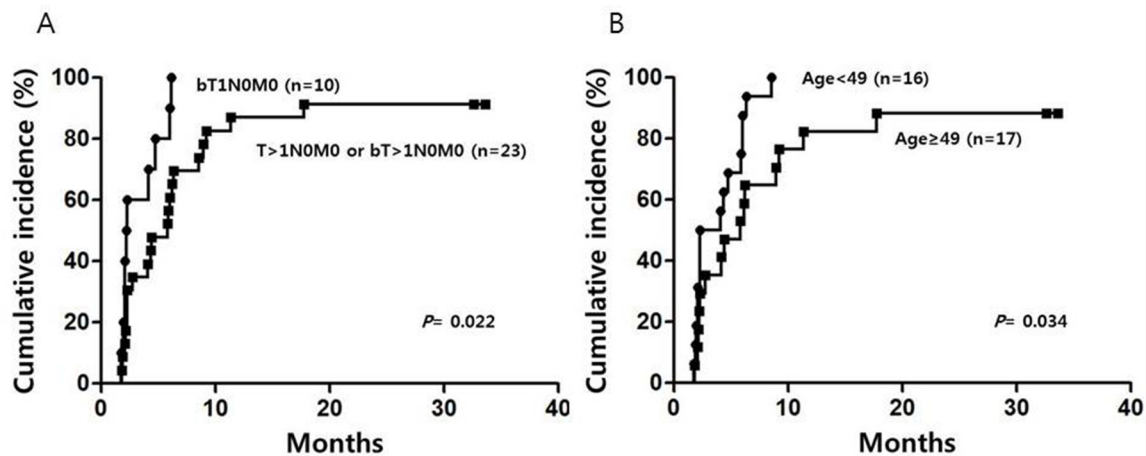 A
Cumulative incidence (%)
100
80
60
40
20
0
bT1N0M0 (n=10)
T>1N0M0 or bT>1N0M0 (n=23)
P= 0.022
0 10 20 30 40
Months
B
Cumulative incidence (%)
100
80
60
40
20
0
Age<49 (n=16)
Age≥49 (n=17)
P= 0.034
0 10 20 30 40
Months